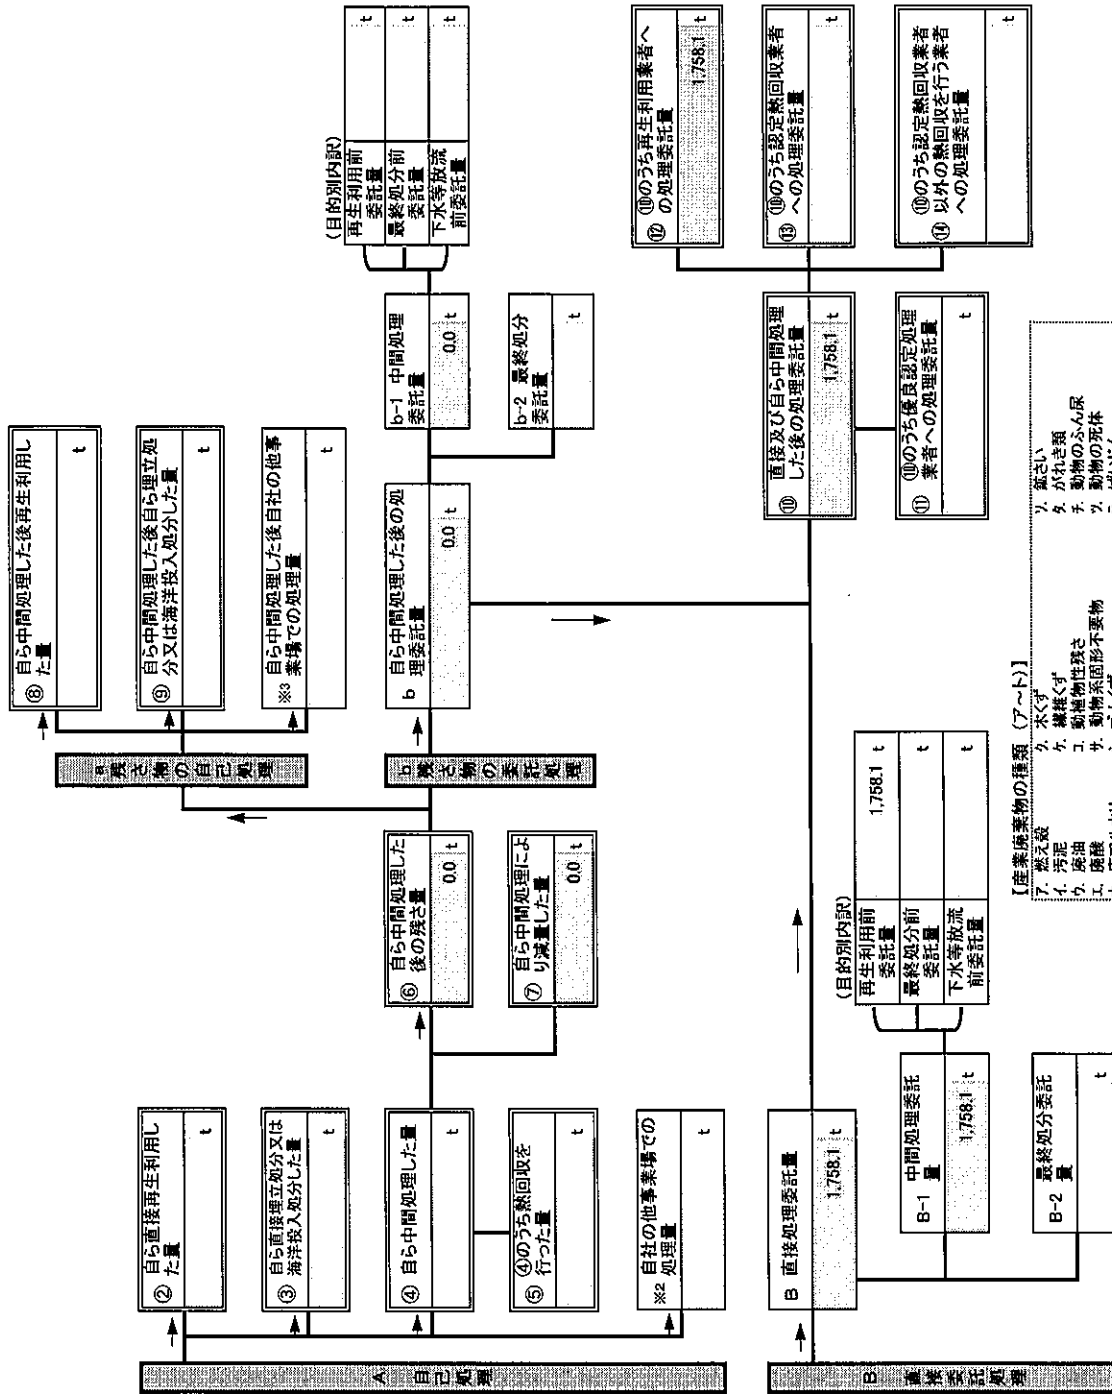 A 自己処理
② 自ら直接再生利用し
た量
t
③ 自ら直接埋立処分又は
海洋投入処分した量
t
④ 自ら中間処理した量
t
⑤ ④のうち熱回収を
行った量
t
※2 自社の他事業場での
処理量
t
⑥ 自ら中間処理した
後の残さ量
0.0 t
⑦ 自ら中間処理によ
り減量した量
0.0 t
a 残さ物の自己処理
⑧ 自ら中間処理した後再生利用し
た量
t
⑨ 自ら中間処理した後自ら埋立処
分又は海洋投入処分した量
t
※3 自ら中間処理した後自社の他事
業場での処理量
t
b 残さ物の委託処理
b 自ら中間処理した後の処
理委託量
0.0 t
b-1 中間処理
委託量
0.0 t
b-2 最終処分
委託量
t
(目的別内訳)
再生利用前
委託量
t
最終処分前
委託量
t
下水等放流
前委託量
t
B 直接委託処理
B 直接処理委託量
1,758.1 t
B-1 中間処理委託
量
1,758.1 t
B-2 最終処分委託
量
t
(目的別内訳)
再生利用前
委託量
1,758.1 t
最終処分前
委託量
t
下水等放流
前委託量
t
⑩ 直接及び自ら中間処理
した後の処理委託量
1,758.1 t
⑪ ⑩のうち優良認定処理
業者への処理委託量
t
⑫ ⑩のうち再生利用業者へ
の処理委託量
1,758.1 t
⑬ ⑩のうち認定熱回収業者
への処理委託量
t
⑭ ⑩のうち認定熱回収業者
以外の熱回収を行う業者
への処理委託量
t
【産業廃棄物の種類 (ア~ト)】
ア. 燃え殻 ク. 木くず ソ. 鉱さい
イ. 汚泥 ケ. 繊維くず タ. がれき類
ウ. 廃油 コ. 動植物性残さ チ. 動物のふん尿
エ. 廃酸 サ. 動物系固形不要物 ツ. 動物の死体